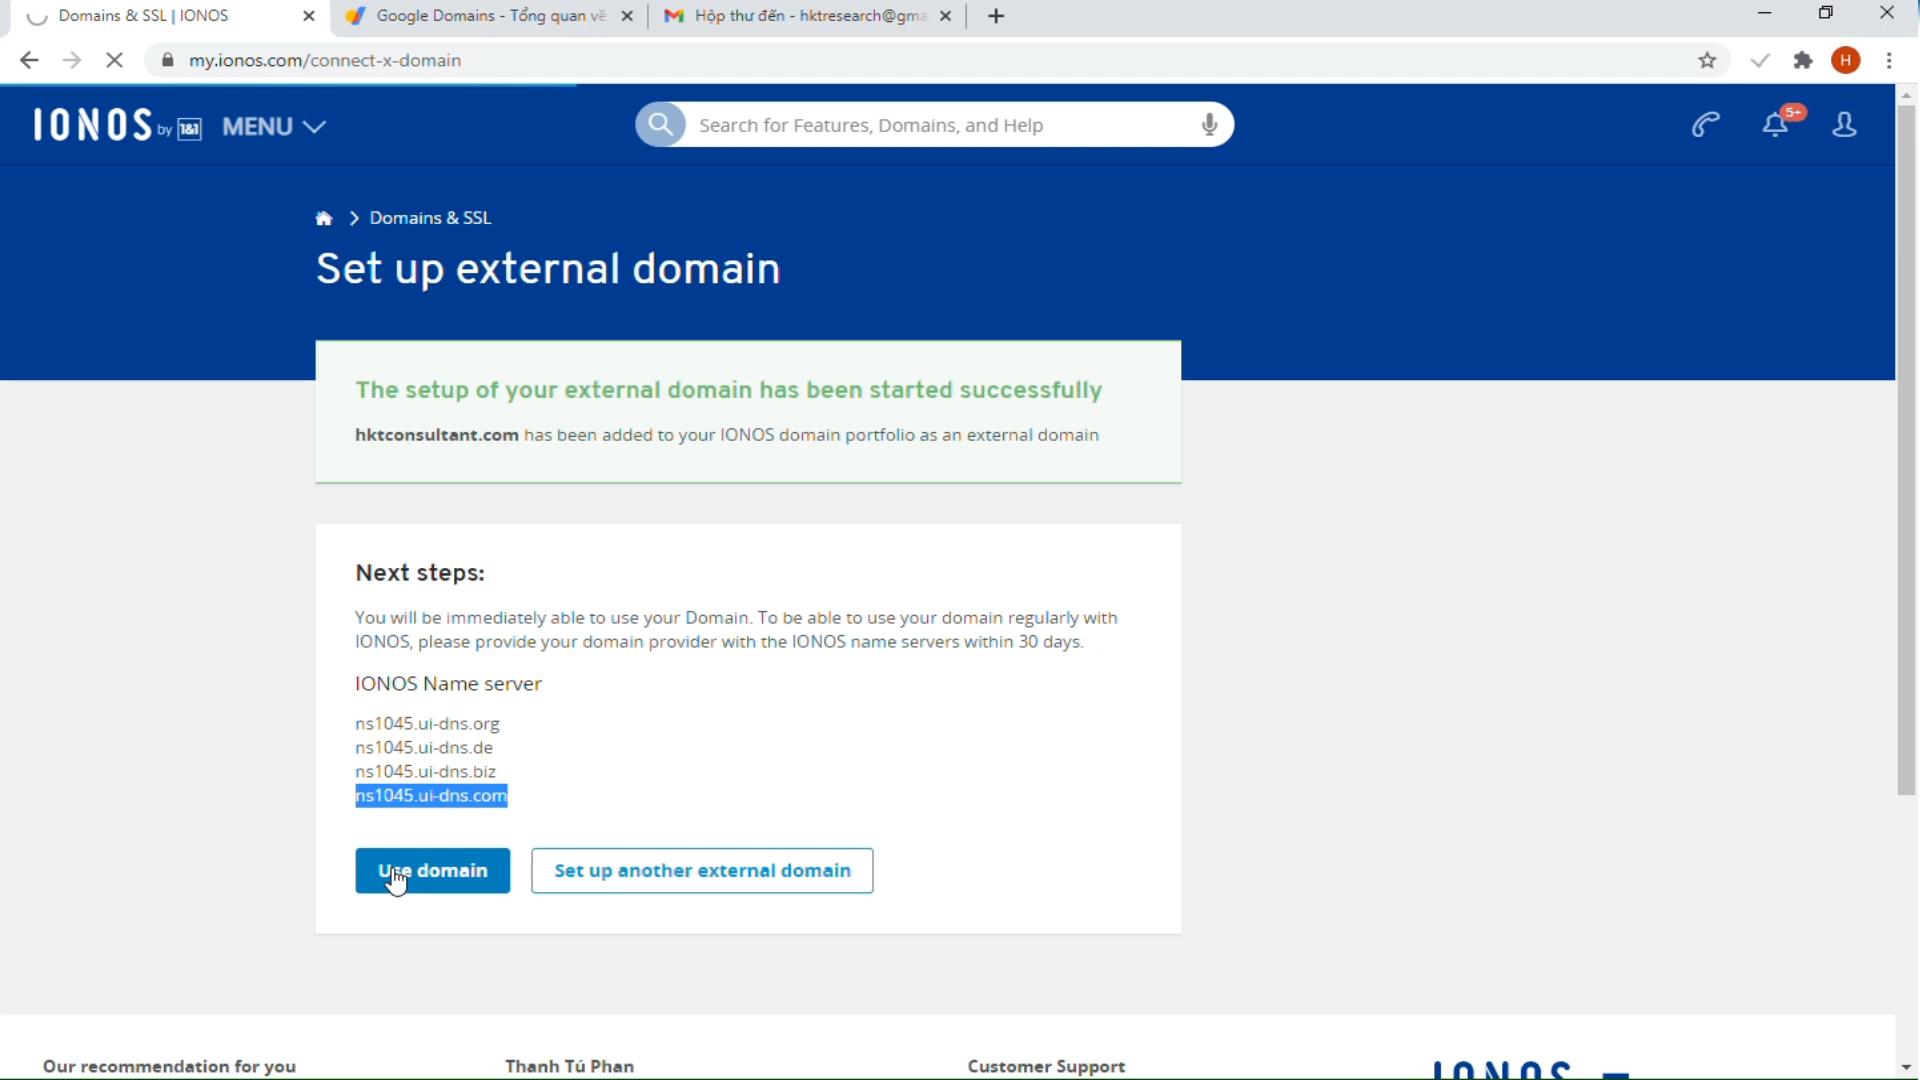 Domains & SSL | IONOS
Google Domains - Tổng quan về
Hộp thư đến - hktresearch@gma
my.ionos.com/connect-x-domain
H
IONOS by 1&1
MENU
Search for Features, Domains, and Help
5+
Domains & SSL
Set up external domain
The setup of your external domain has been started successfully
hktconsultant.com has been added to your IONOS domain portfolio as an external domain
Next steps:
You will be immediately able to use your Domain. To be able to use your domain regularly with
IONOS, please provide your domain provider with the IONOS name servers within 30 days.
IONOS Name server
ns1045.ui-dns.org
ns1045.ui-dns.de
ns1045.ui-dns.biz
ns1045.ui-dns.com
Use domain
Set up another external domain
Our recommendation for you
Thanh Tú Phan
Customer Support
IONOS